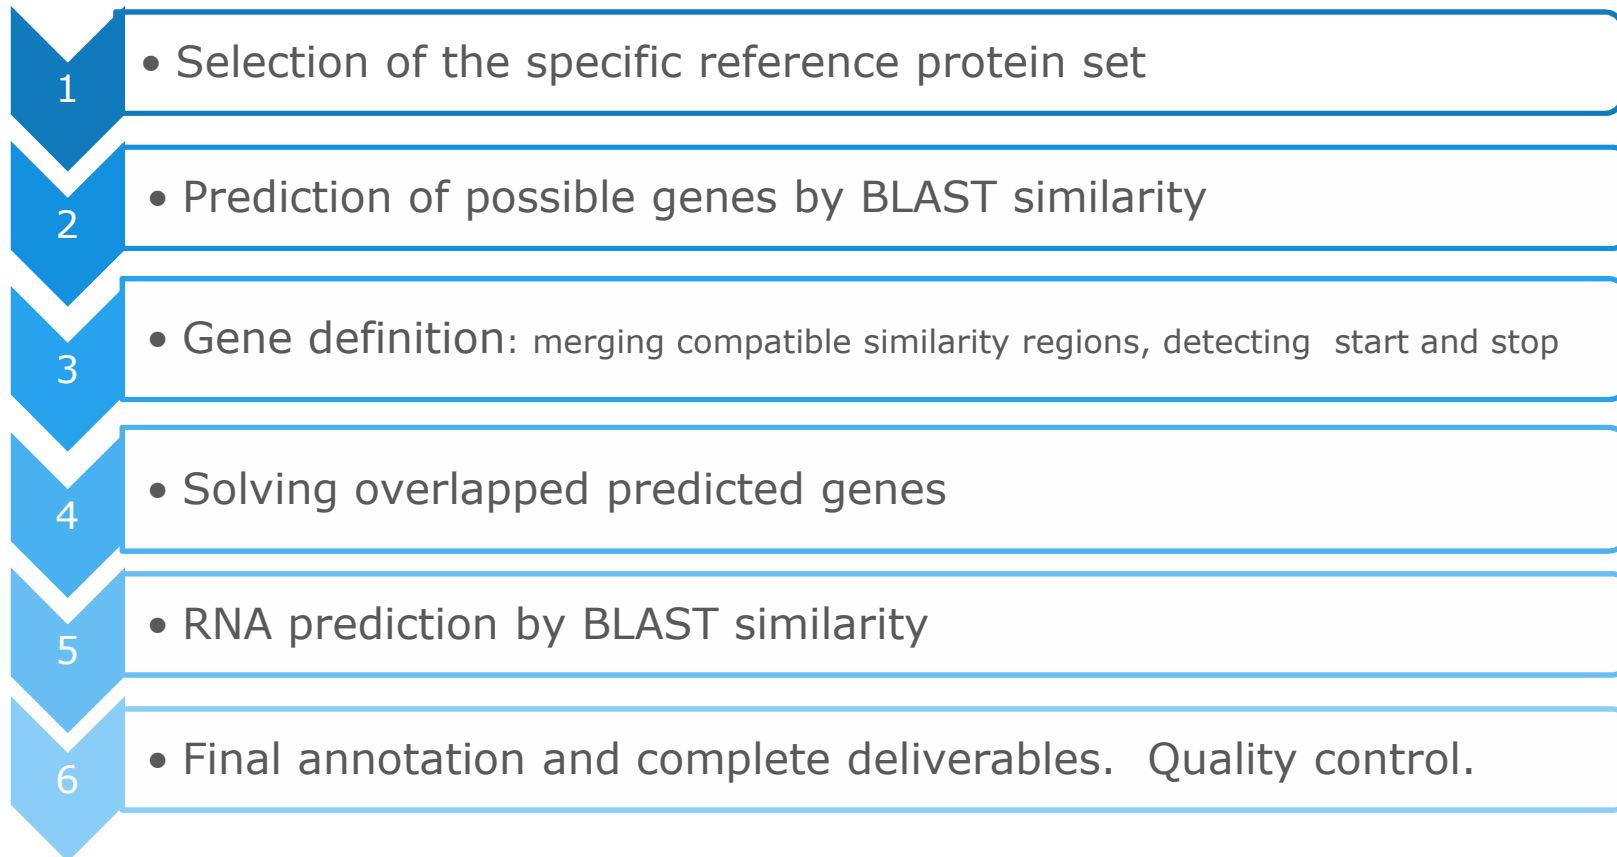 1
• Selection of the specific reference protein set
2
• Prediction of possible genes by BLAST similarity
3
• Gene definition: merging compatible similarity regions, detecting  start and stop
4
• Solving overlapped predicted genes
5
• RNA prediction by BLAST similarity
6
• Final annotation and complete deliverables.  Quality control.